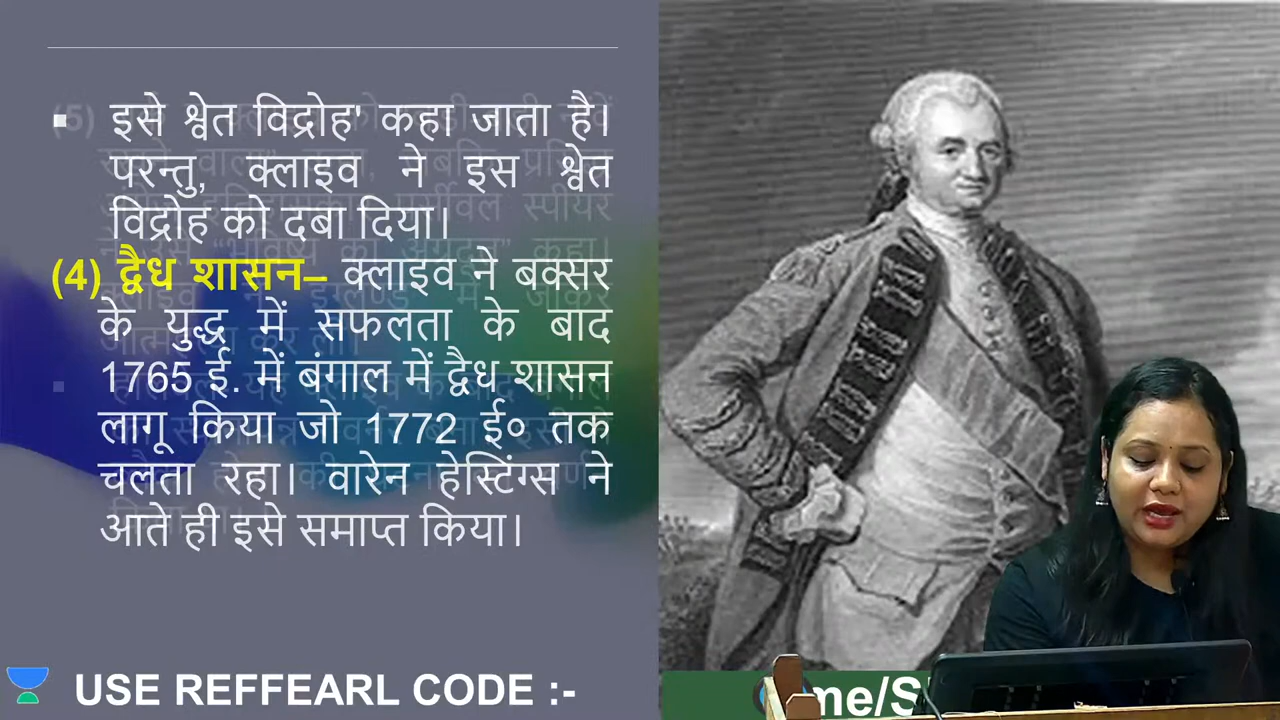 इसे श्वेत विद्रोह' कहा जाता है।
परन्तु, क्लाइव ने इस श्वेत
विद्रोह को दबा दिया।
(4) द्वैध शासन– क्लाइव ने बक्सर
के युद्ध में सफलता के बाद
1765 ई. में बंगाल में द्वैध शासन
लागू किया जो 1772 ई० तक
चलता रहा। वारेन हेस्टिंग्स ने
आते ही इसे समाप्त किया।
USE REFFEARL CODE :-
me/S